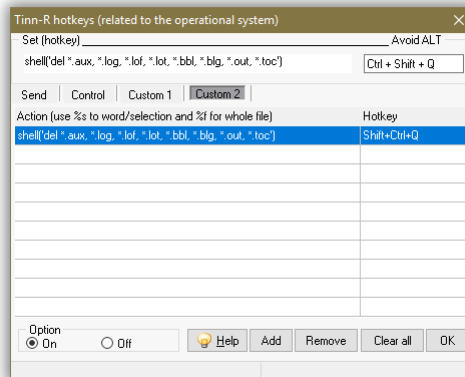 Tinn-R hotkeys (related to the operational system)
Set (hotkey) Avoid ALT
shell('del *.aux, *.log, *.lof, *.lot, *.bbl, *.blg, *.out, *.toc') Ctrl + Shift + Q
Send Control Custom 1 Custom 2
Action (use %s to word/selection and %f for whole file) Hotkey
shell('del *.aux, *.log, *.lof, *.lot, *.bbl, *.blg, *.out, *.toc') Shift+Ctrl+Q
Option
On Off Help Add Remove Clear all OK